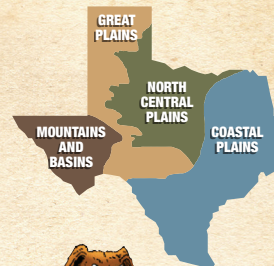 GREAT
PLAINS
NORTH
CENTRAL
PLAINS
MOUNTAINS
AND
BASINS
COASTAL
PLAINS